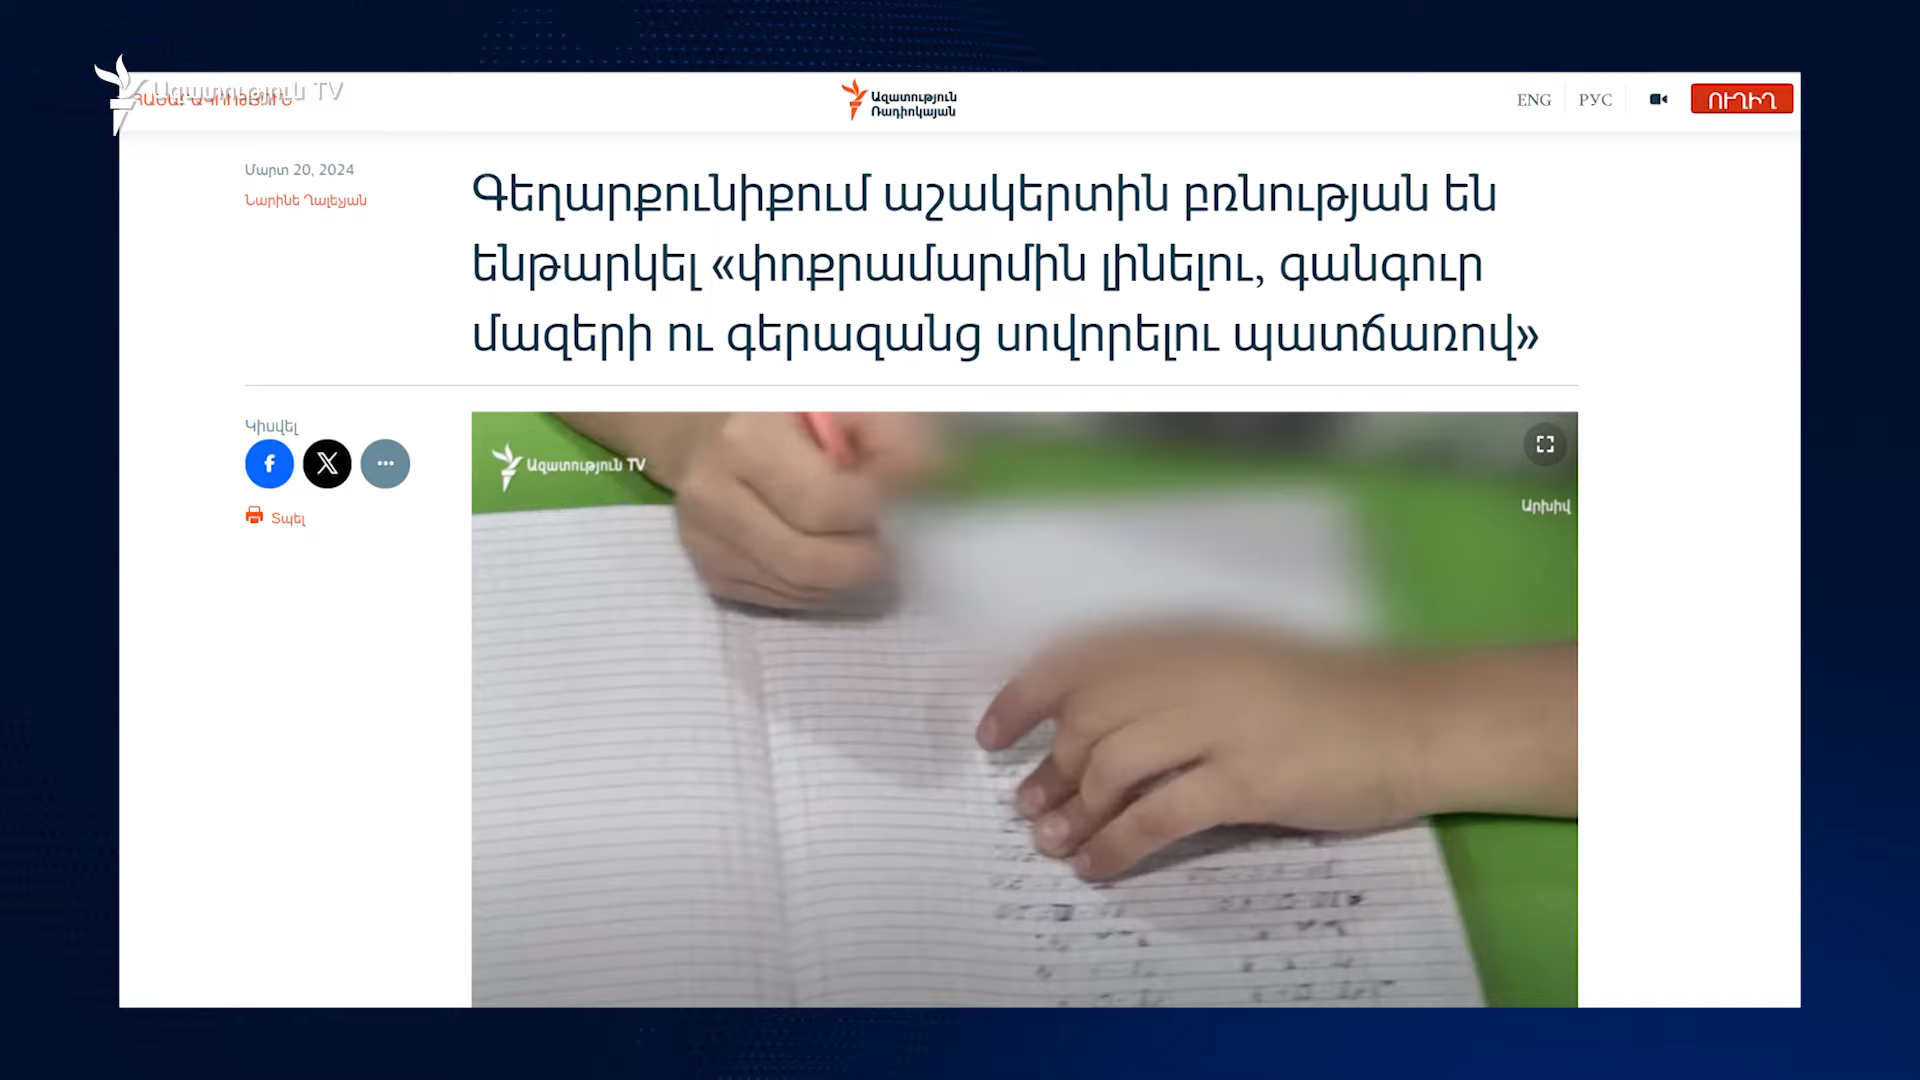 Ազատություն TV
ՀԱՍԱՐԱԿՈՒԹՅՈՒՆ
Ազատություն
Ռադիոկայան
ENG
РУС
ՈՒՂԻՂ
Մարտ 20, 2024
Նարինե Ղալեչյան
Գեղարքունիքում աշակերտին բռնության են
ենթարկել «փոքրամարմին լինելու, գանգուր
մազերի ու գերազանց սովորելու պատճառով»
Կիսվել
Տպել
Ազատություն TV
Արխիվ